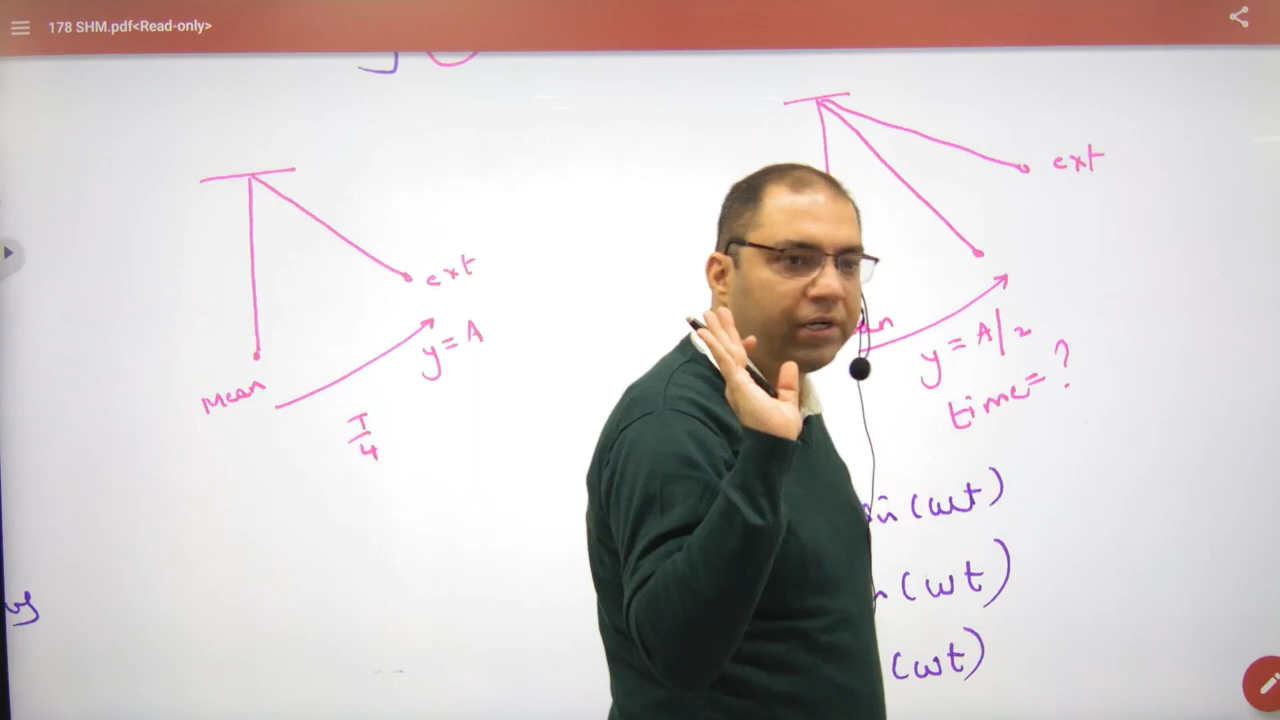 178 SHM.pdf<Read-only>
ext
ext
y = A
Mean
T/4
y = A/2
time = ?
(ωt)
(ωt)
(ωt)